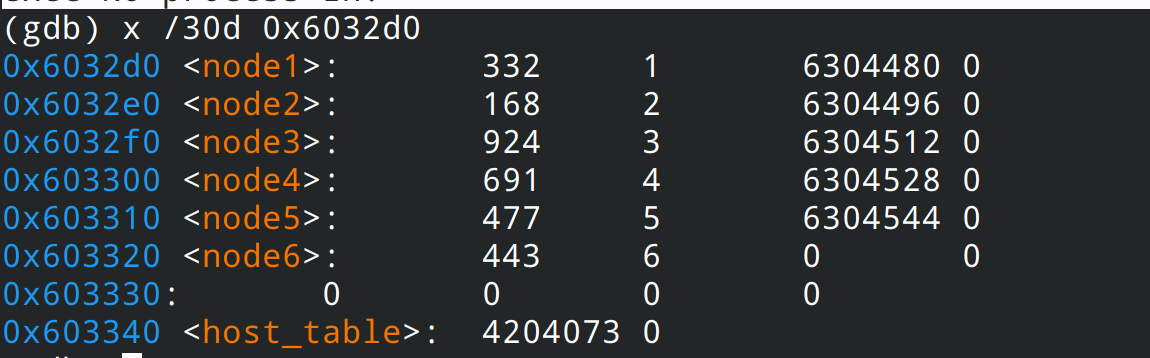 (gdb) x /30d 0x6032d0
0x6032d0 <node1>: 332 1 6304480 0
0x6032e0 <node2>: 168 2 6304496 0
0x6032f0 <node3>: 924 3 6304512 0
0x603300 <node4>: 691 4 6304528 0
0x603310 <node5>: 477 5 6304544 0
0x603320 <node6>: 443 6 0 0
0x603330: 0 0 0 0
0x603340 <host_table>: 4204073 0